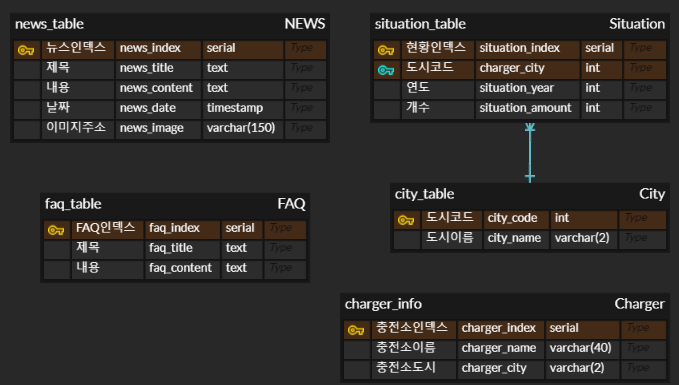 news_table NEWS
뉴스인덱스 news_index serial Type
제목 news_title text Type
내용 news_content text Type
날짜 news_date timestamp Type
이미지주소 news_image varchar(150) Type
situation_table Situation
현황인덱스 situation_index serial Type
도시코드 charger_city int Type
연도 situation_year int Type
개수 situation_amount int Type
faq_table FAQ
FAQ인덱스 faq_index serial Type
제목 faq_title text Type
내용 faq_content text Type
city_table City
도시코드 city_code int Type
도시이름 city_name varchar(2) Type
charger_info Charger
충전소인덱스 charger_index serial Type
충전소이름 charger_name varchar(40) Type
충전소도시 charger_city varchar(2) Type